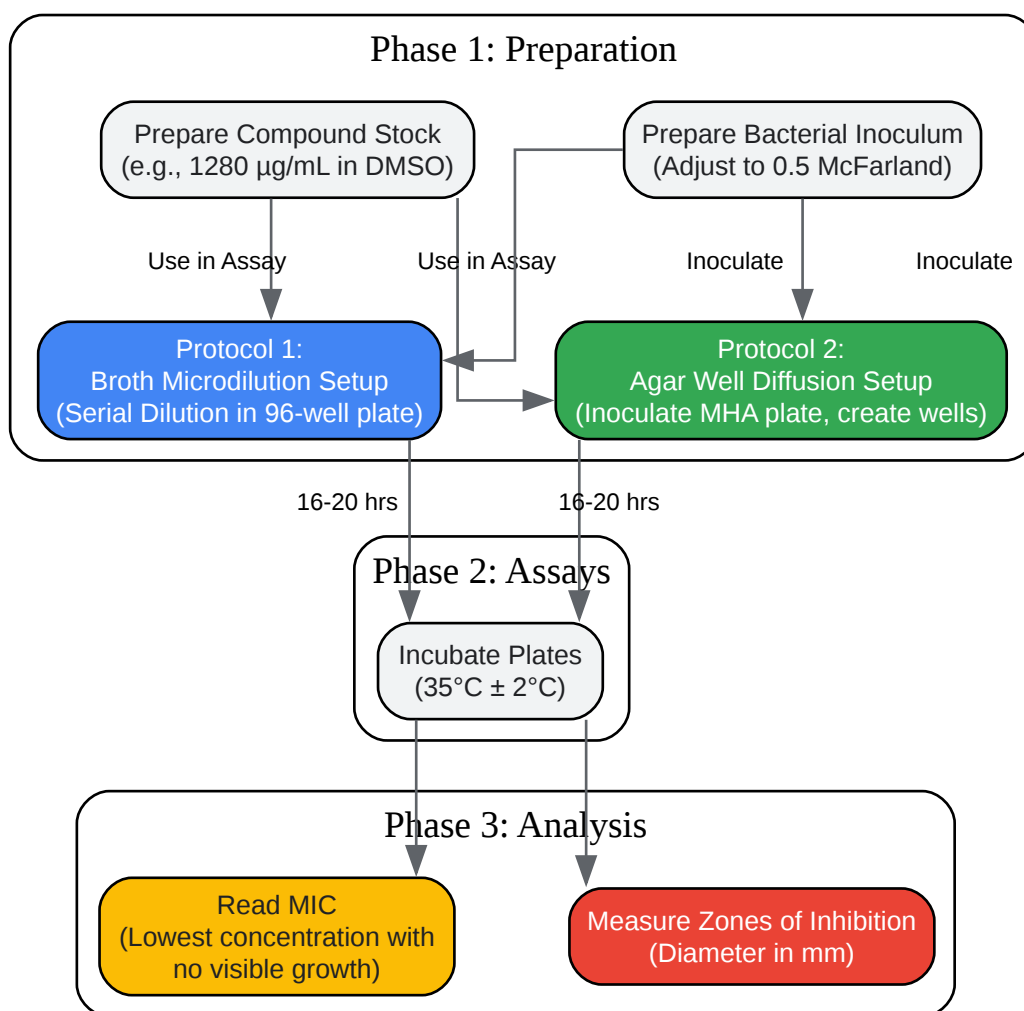 Phase 1: Preparation
Prepare Compound Stock
(e.g., 1280 µg/mL in DMSO)
Prepare Bacterial Inoculum
(Adjust to 0.5 McFarland)
Use in Assay
Use in Assay
Inoculate
Inoculate
Protocol 1:
Broth Microdilution Setup
(Serial Dilution in 96-well plate)
Protocol 2:
Agar Well Diffusion Setup
(Inoculate MHA plate, create wells)
16-20 hrs
16-20 hrs
Phase 2: Assays
Incubate Plates
(35°C ± 2°C)
Phase 3: Analysis
Read MIC
(Lowest concentration with
no visible growth)
Measure Zones of Inhibition
(Diameter in mm)